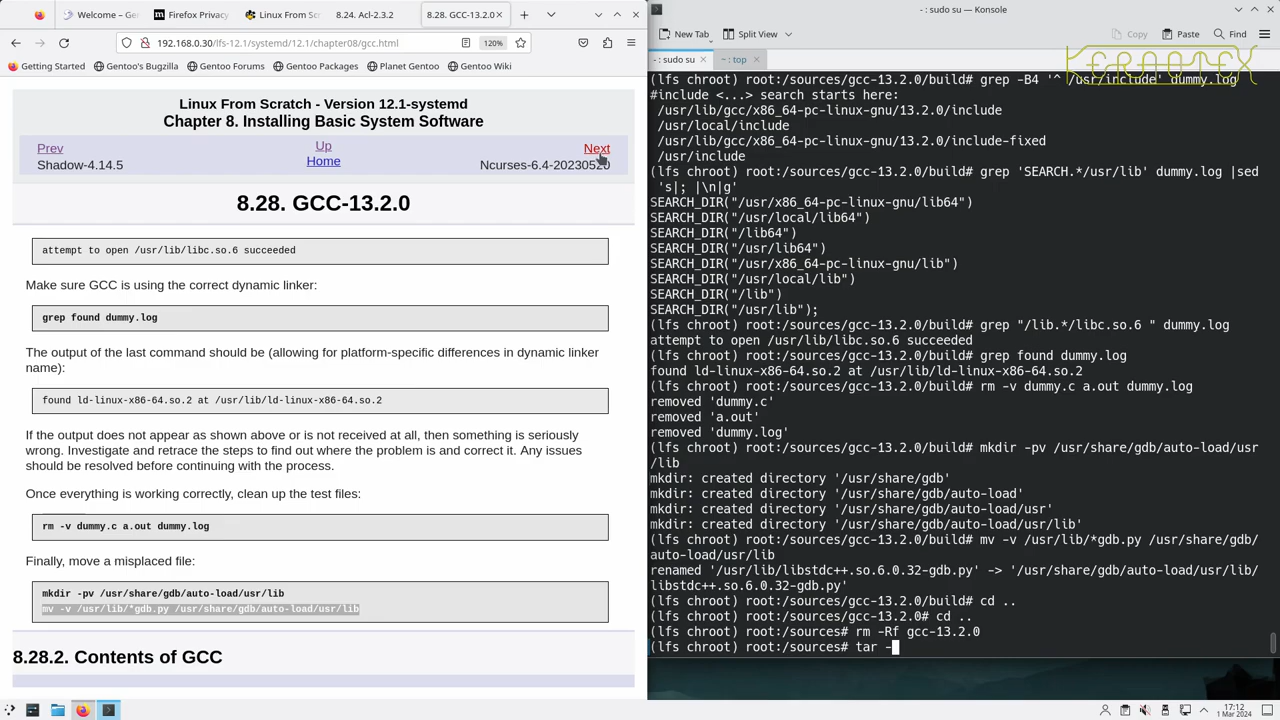 Welcome – Ge
Firefox Privacy
Linux From Scr
8.24. Acl-2.3.2
8.28. GCC-13.2.0
- : sudo su — Konsole
192.168.0.30/lfs-12.1/systemd/12.1/chapter08/gcc.html
120%
Getting Started
Gentoo's Bugzilla
Gentoo Forums
Gentoo Packages
Planet Gentoo
Gentoo Wiki
New Tab
Split View
Copy
Paste
Find
- : sudo su
~ : top
KERNOTEX
Linux From Scratch - Version 12.1-systemd
Chapter 8. Installing Basic System Software
Prev
Up
Next
Shadow-4.14.5
Home
Ncurses-6.4-20230520
8.28. GCC-13.2.0
attempt to open /usr/lib/libc.so.6 succeeded
Make sure GCC is using the correct dynamic linker:
grep found dummy.log
The output of the last command should be (allowing for platform-specific differences in dynamic linker
name):
found ld-linux-x86-64.so.2 at /usr/lib/ld-linux-x86-64.so.2
If the output does not appear as shown above or is not received at all, then something is seriously
wrong. Investigate and retrace the steps to find out where the problem is and correct it. Any issues
should be resolved before continuing with the process.
Once everything is working correctly, clean up the test files:
rm -v dummy.c a.out dummy.log
Finally, move a misplaced file:
mkdir -pv /usr/share/gdb/auto-load/usr/lib
mv -v /usr/lib/*gdb.py /usr/share/gdb/auto-load/usr/lib
8.28.2. Contents of GCC
(lfs chroot) root:/sources/gcc-13.2.0/build# grep -B4 '^ /usr/include' dummy.log
#include <...> search starts here:
/usr/lib/gcc/x86_64-pc-linux-gnu/13.2.0/include
/usr/local/include
/usr/lib/gcc/x86_64-pc-linux-gnu/13.2.0/include-fixed
/usr/include
(lfs chroot) root:/sources/gcc-13.2.0/build# grep 'SEARCH.*/usr/lib' dummy.log |sed
's|; |\n|g'
SEARCH_DIR("/usr/x86_64-pc-linux-gnu/lib64")
SEARCH_DIR("/usr/local/lib64")
SEARCH_DIR("/lib64")
SEARCH_DIR("/usr/lib64")
SEARCH_DIR("/usr/x86_64-pc-linux-gnu/lib")
SEARCH_DIR("/usr/local/lib")
SEARCH_DIR("/lib")
SEARCH_DIR("/usr/lib");
(lfs chroot) root:/sources/gcc-13.2.0/build# grep "/lib.*/libc.so.6 " dummy.log
attempt to open /usr/lib/libc.so.6 succeeded
(lfs chroot) root:/sources/gcc-13.2.0/build# grep found dummy.log
found ld-linux-x86-64.so.2 at /usr/lib/ld-linux-x86-64.so.2
(lfs chroot) root:/sources/gcc-13.2.0/build# rm -v dummy.c a.out dummy.log
removed 'dummy.c'
removed 'a.out'
removed 'dummy.log'
(lfs chroot) root:/sources/gcc-13.2.0/build# mkdir -pv /usr/share/gdb/auto-load/usr
/lib
mkdir: created directory '/usr/share/gdb'
mkdir: created directory '/usr/share/gdb/auto-load'
mkdir: created directory '/usr/share/gdb/auto-load/usr'
mkdir: created directory '/usr/share/gdb/auto-load/usr/lib'
(lfs chroot) root:/sources/gcc-13.2.0/build# mv -v /usr/lib/*gdb.py /usr/share/gdb/
auto-load/usr/lib
renamed '/usr/lib/libstdc++.so.6.0.32-gdb.py' -> '/usr/share/gdb/auto-load/usr/lib/
libstdc++.so.6.0.32-gdb.py'
(lfs chroot) root:/sources/gcc-13.2.0/build# cd ..
(lfs chroot) root:/sources/gcc-13.2.0# cd ..
(lfs chroot) root:/sources# rm -Rf gcc-13.2.0
(lfs chroot) root:/sources# tar -
17:12
1 Mar 2024